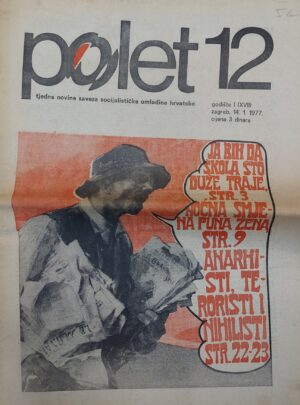 polet 12
tjedne novine saveza socijalističke omladine hrvatske
godište I (XVIII)
zagreb, 14. 1. 1977.
cijena 3 dinara
JA BIH DA
ŠKOLA ŠTO
DUŽE TRAJE,
STR. 3
NOĆNA SMJE-
NA PUNA ŽENA
STR. 9
ANARHI-
STI, TE-
RORISTI I
NIHILISTI
STR. 22-23